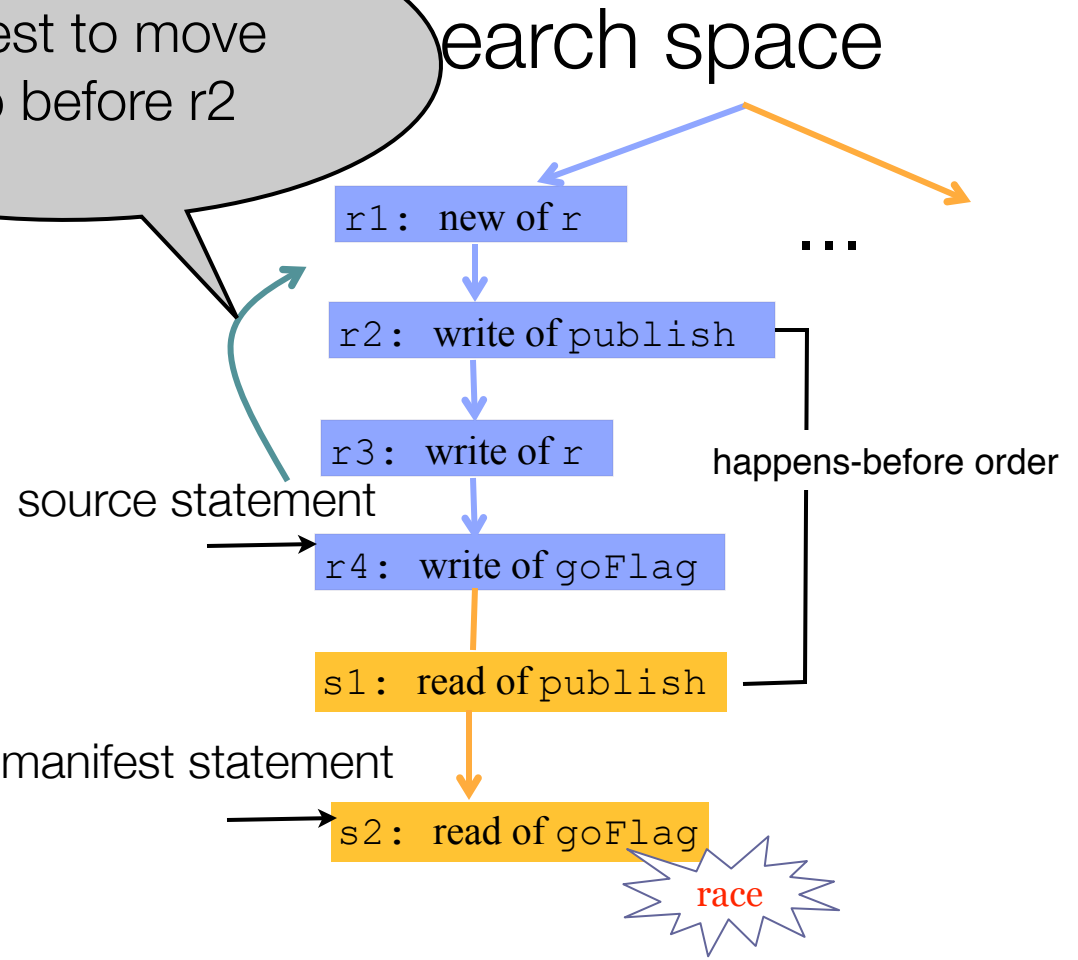 to move
before r2
earch space
r1: new of r
...
r2: write of publish
r3: write of r
happens-before order
source statement
r4: write of goFlag
s1: read of publish
manifest statement
s2: read of goFlag
race